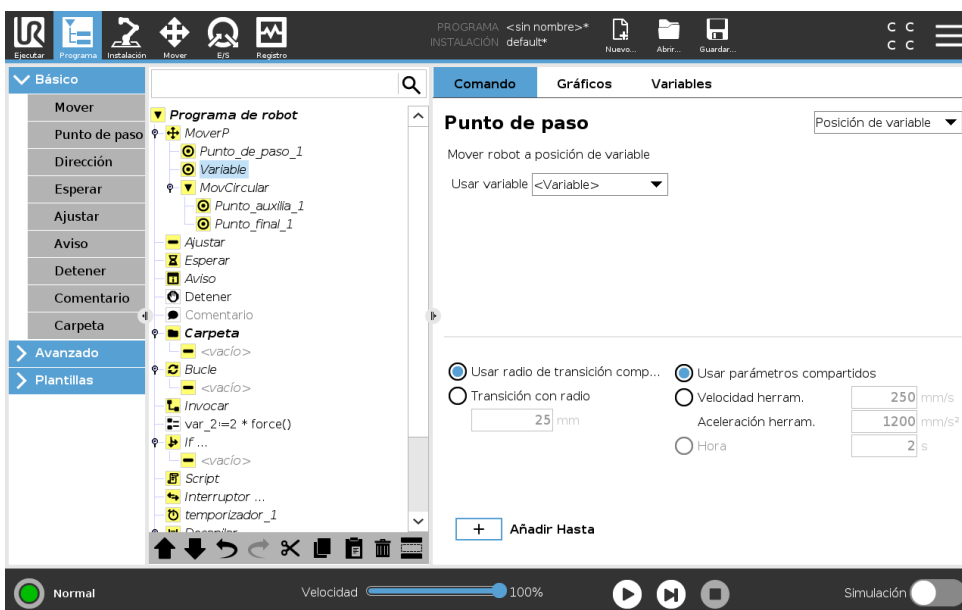 PROGRAMA <sin nombre>*
INSTALACIÓN default*
Ejecutar Programa Instalación Mover E/S Registro Nuevo... Abrir... Guardar...
C C
C C
Básico
Mover
Punto de paso
Dirección
Esperar
Ajustar
Aviso
Detener
Comentario
Carpeta
Avanzado
Plantillas
Programa de robot
MoverP
Punto_de_paso_1
Variable
MovCircular
Punto_auxilia_1
Punto_final_1
Ajustar
Esperar
Aviso
Detener
Comentario
Carpeta
<vacío>
Bucle
<vacío>
Invocar
var_2:=2 * force()
If ...
<vacío>
Script
Interruptor ...
temporizador_1
Comando Gráficos Variables
Punto de paso
Posición de variable
Mover robot a posición de variable
Usar variable <Variable>
Usar radio de transición comp... Usar parámetros compartidos
Transición con radio Velocidad herram. 250 mm/s
25 mm Aceleración herram. 1200 mm/s²
Hora 2 s
+ Añadir Hasta
Normal Velocidad 100% Simulación